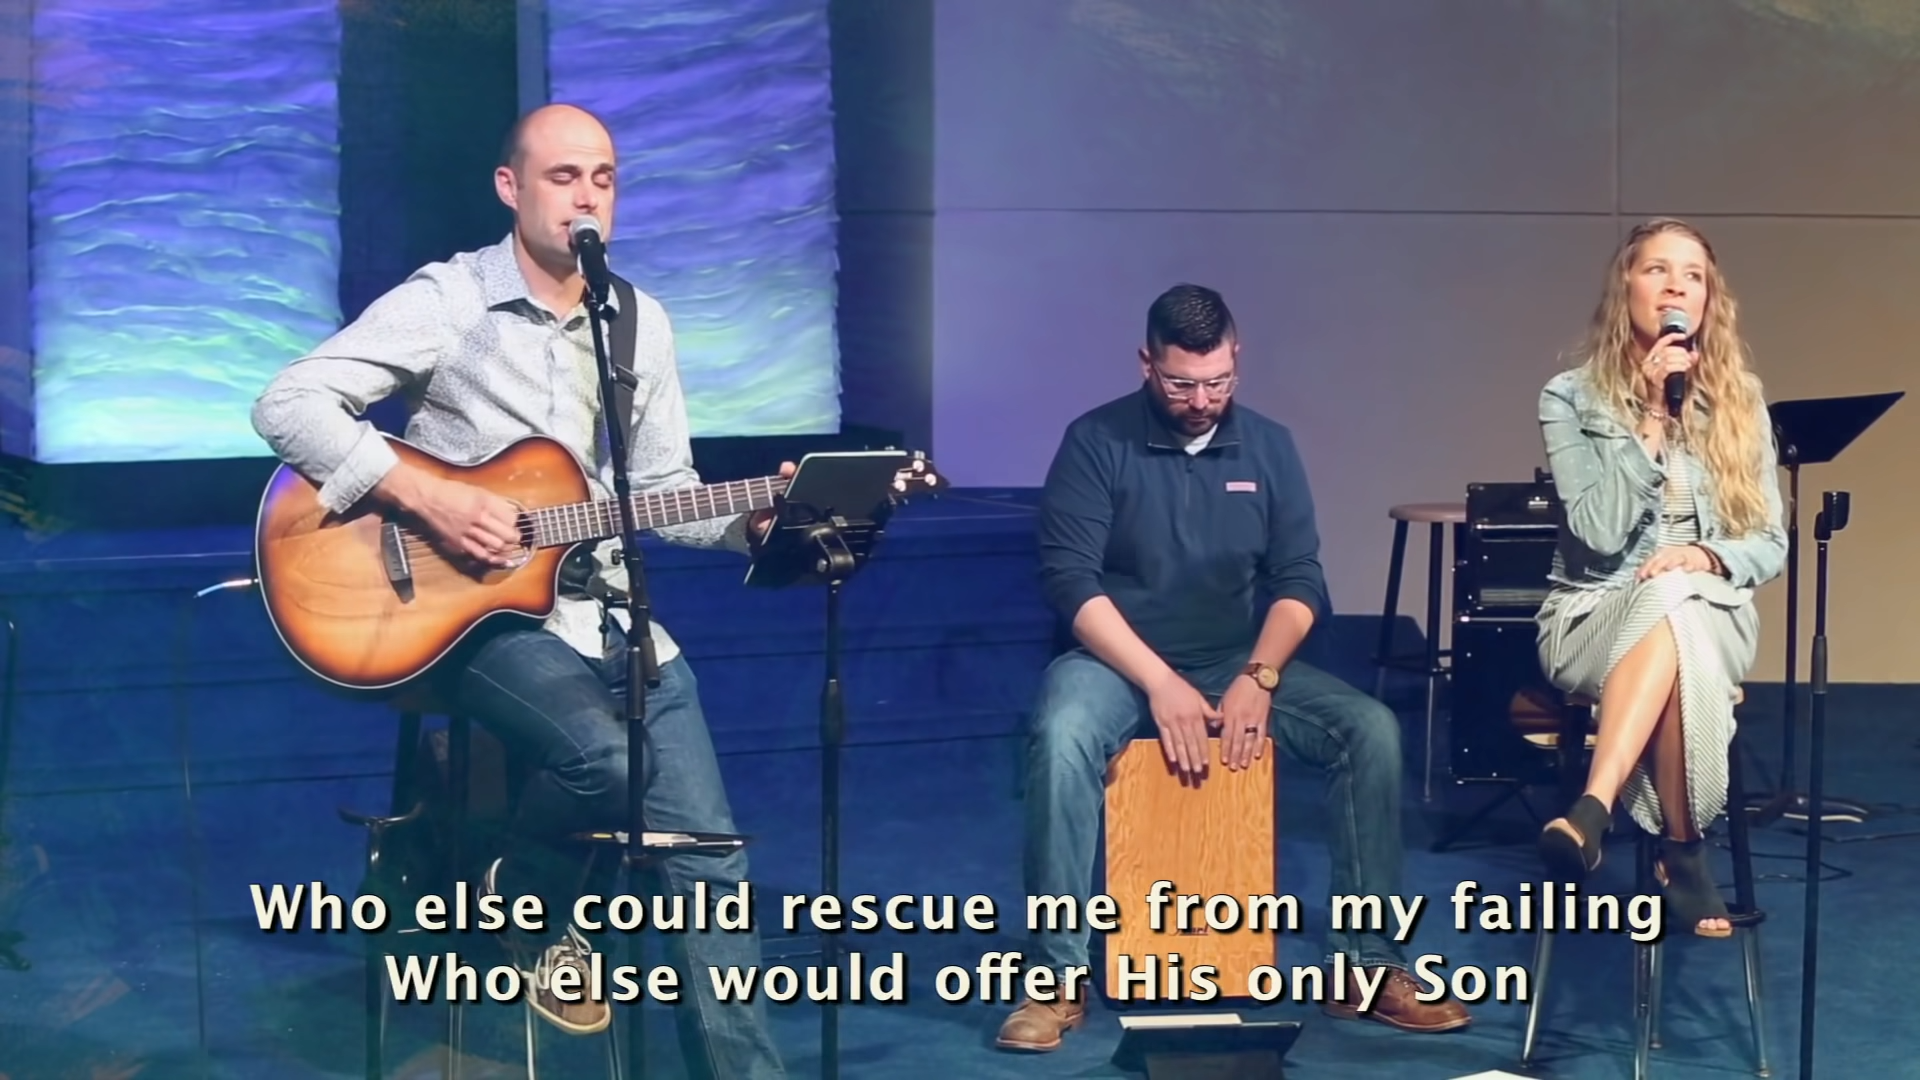 Who else could rescue me from my failing
Who else would offer His only Son